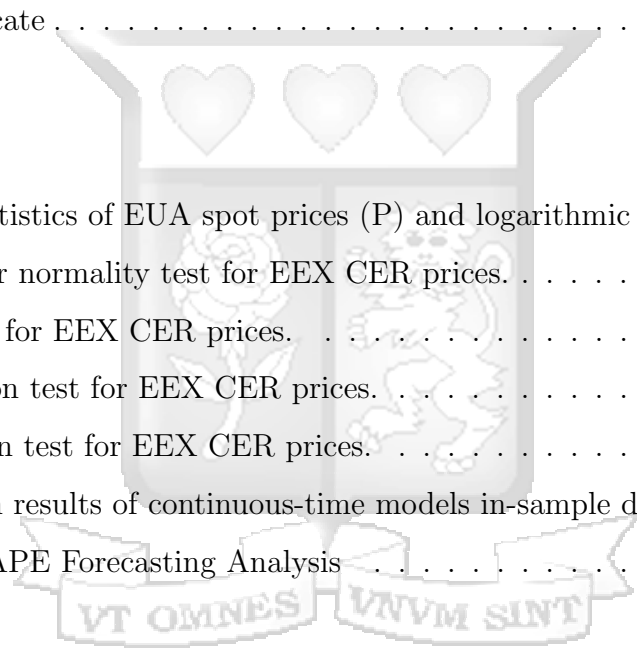 cate . . . . . . . . . . . . . . . . . . . . . . . .
tistics of EUA spot prices (P) and logarithmic
r normality test for EEX CER prices. . . . . .
for EEX CER prices. . . . . . . . . . . . . . .
on test for EEX CER prices. . . . . . . . . . .
n test for EEX CER prices. . . . . . . . . . . .
n results of continuous-time models in-sample d
APE Forecasting Analysis . . . . . . . . . . . .
VT OMNES VNVM SINT